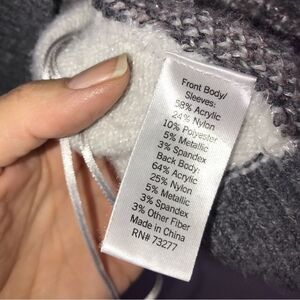 Front Body/
Sleeves:
58% Acrylic
24% Nylon
10% Polyester
5% Metallic
3% Spandex
Back Body:
64% Acrylic
25% Nylon
5% Metallic
3% Spandex
3% Other Fiber
Made in China
RN# 73277